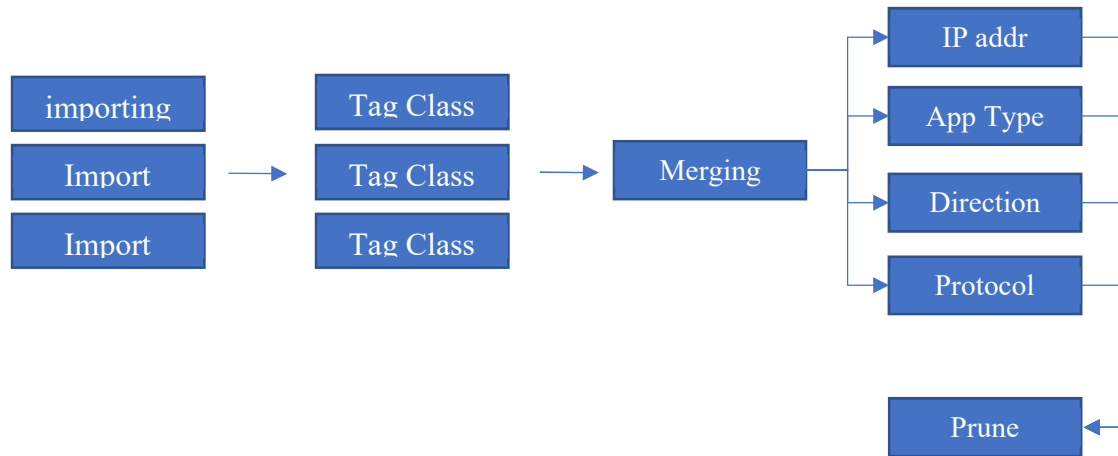 importing
Import
Import
Tag Class
Tag Class
Tag Class
Merging
IP addr
App Type
Direction
Protocol
Prune